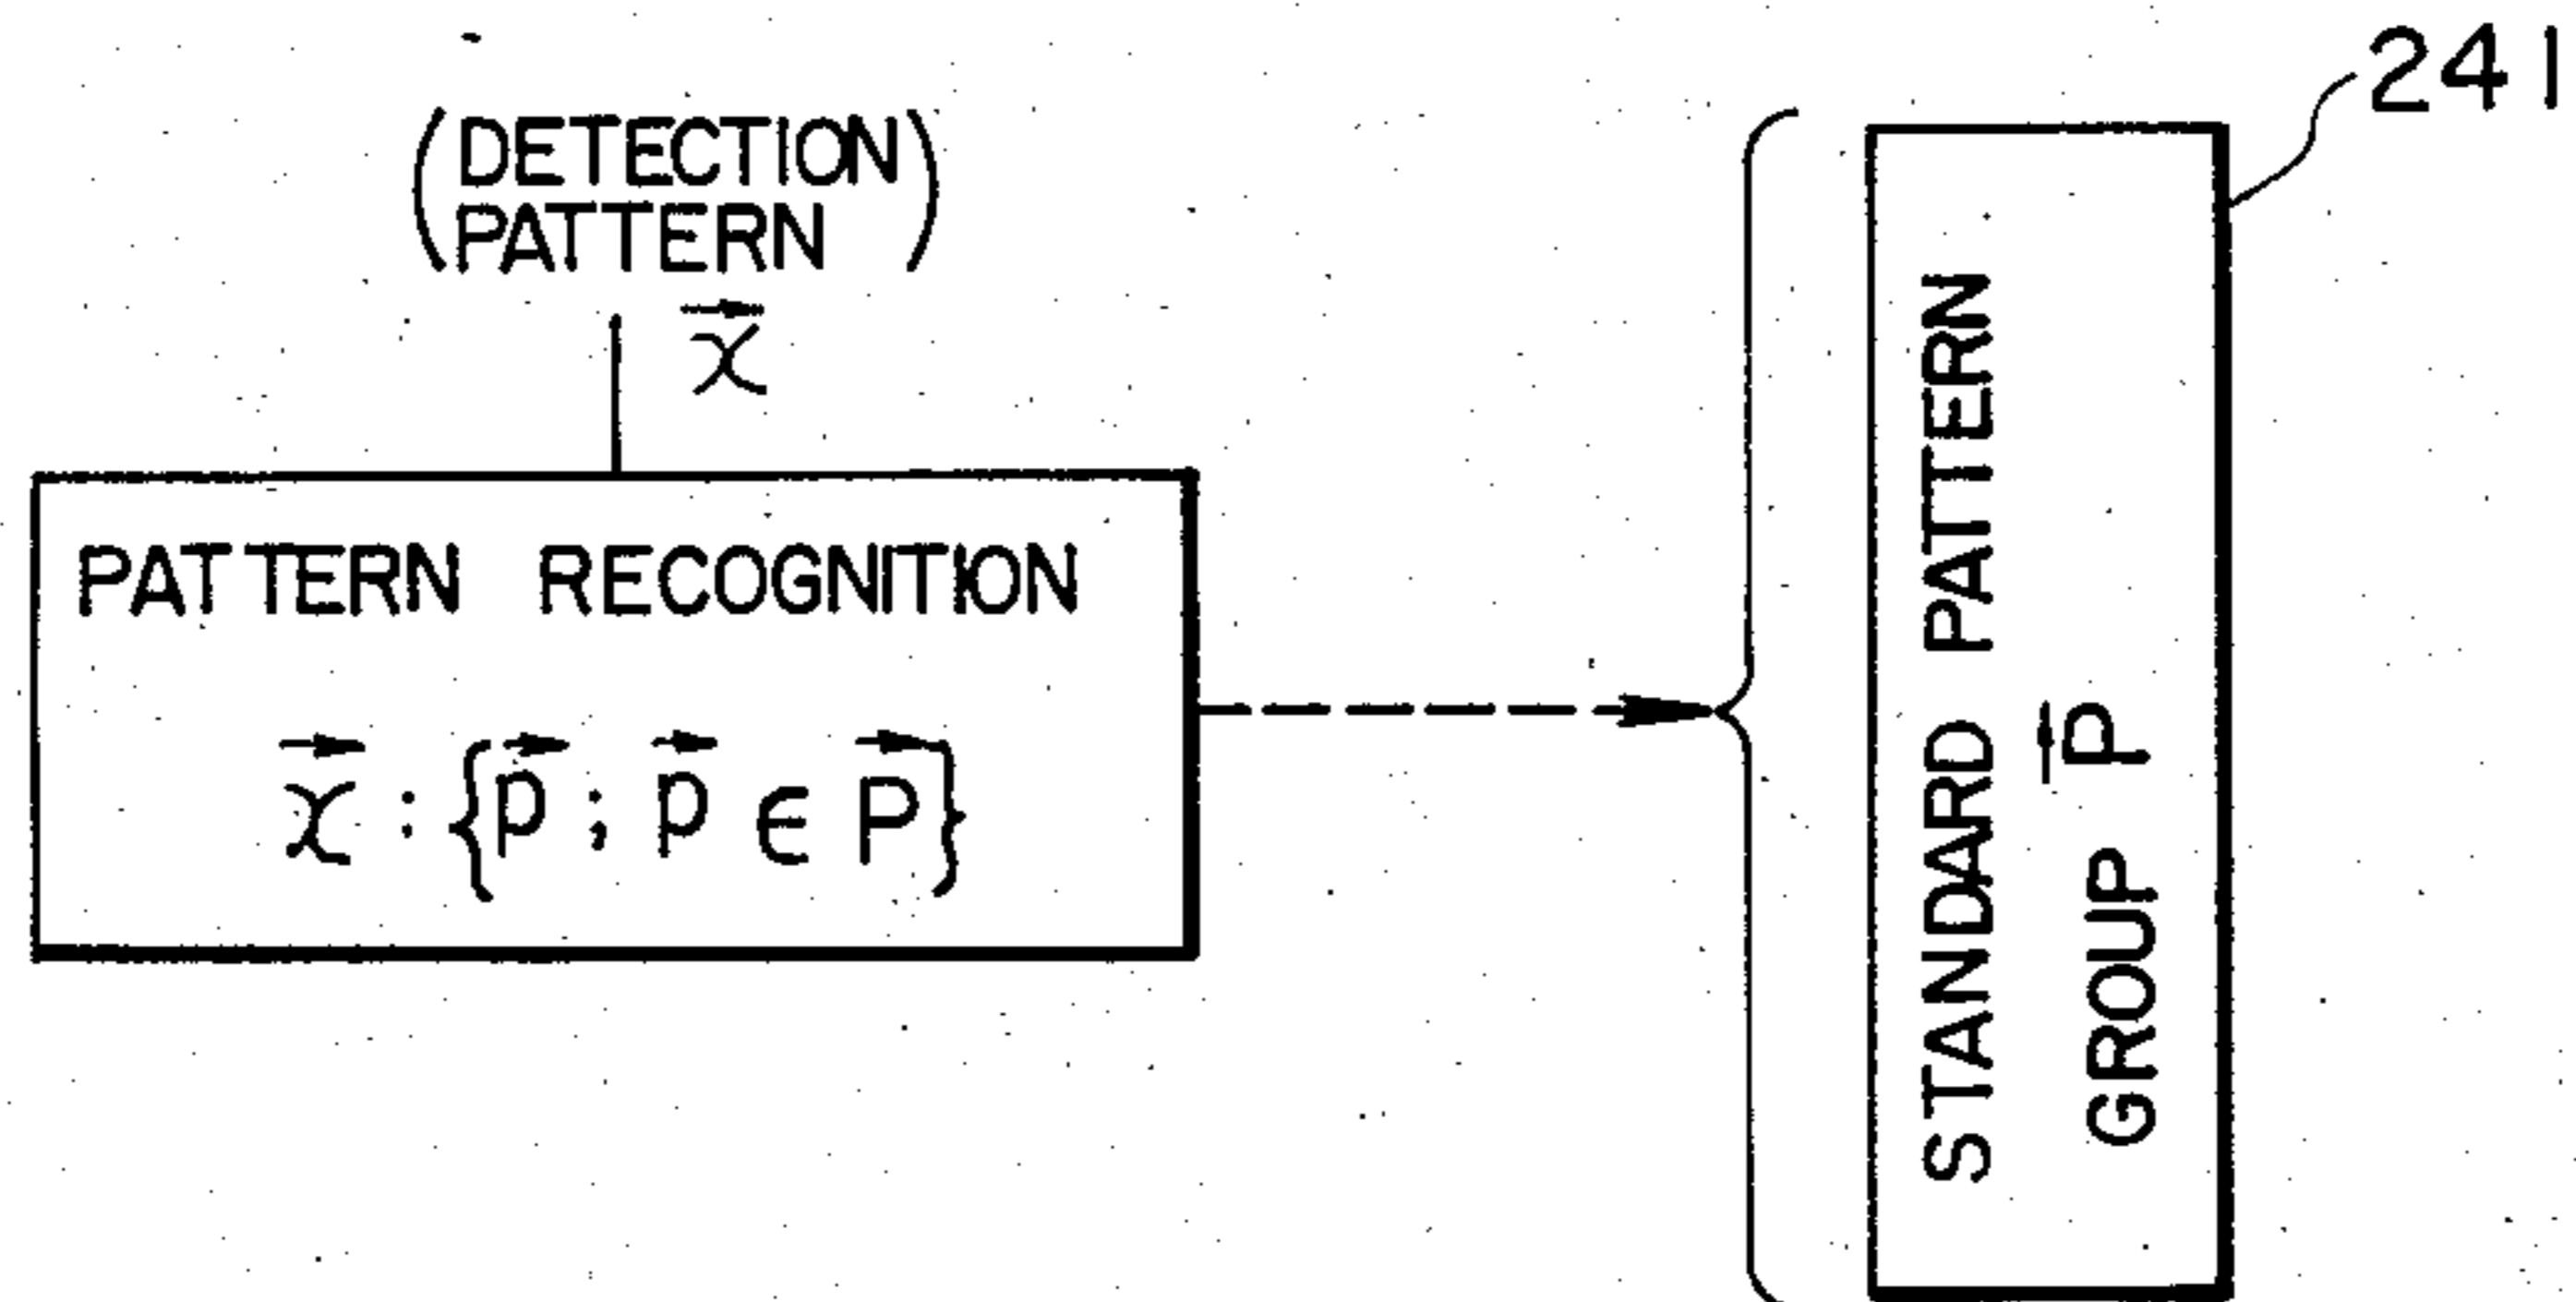 (DETECTION
PATTERN)
x⃗
PATTERN RECOGNITION
x⃗ : {p⃗ ; p⃗ ∈ P⃗}
STANDARD PATTERN
GROUP P⃗
241